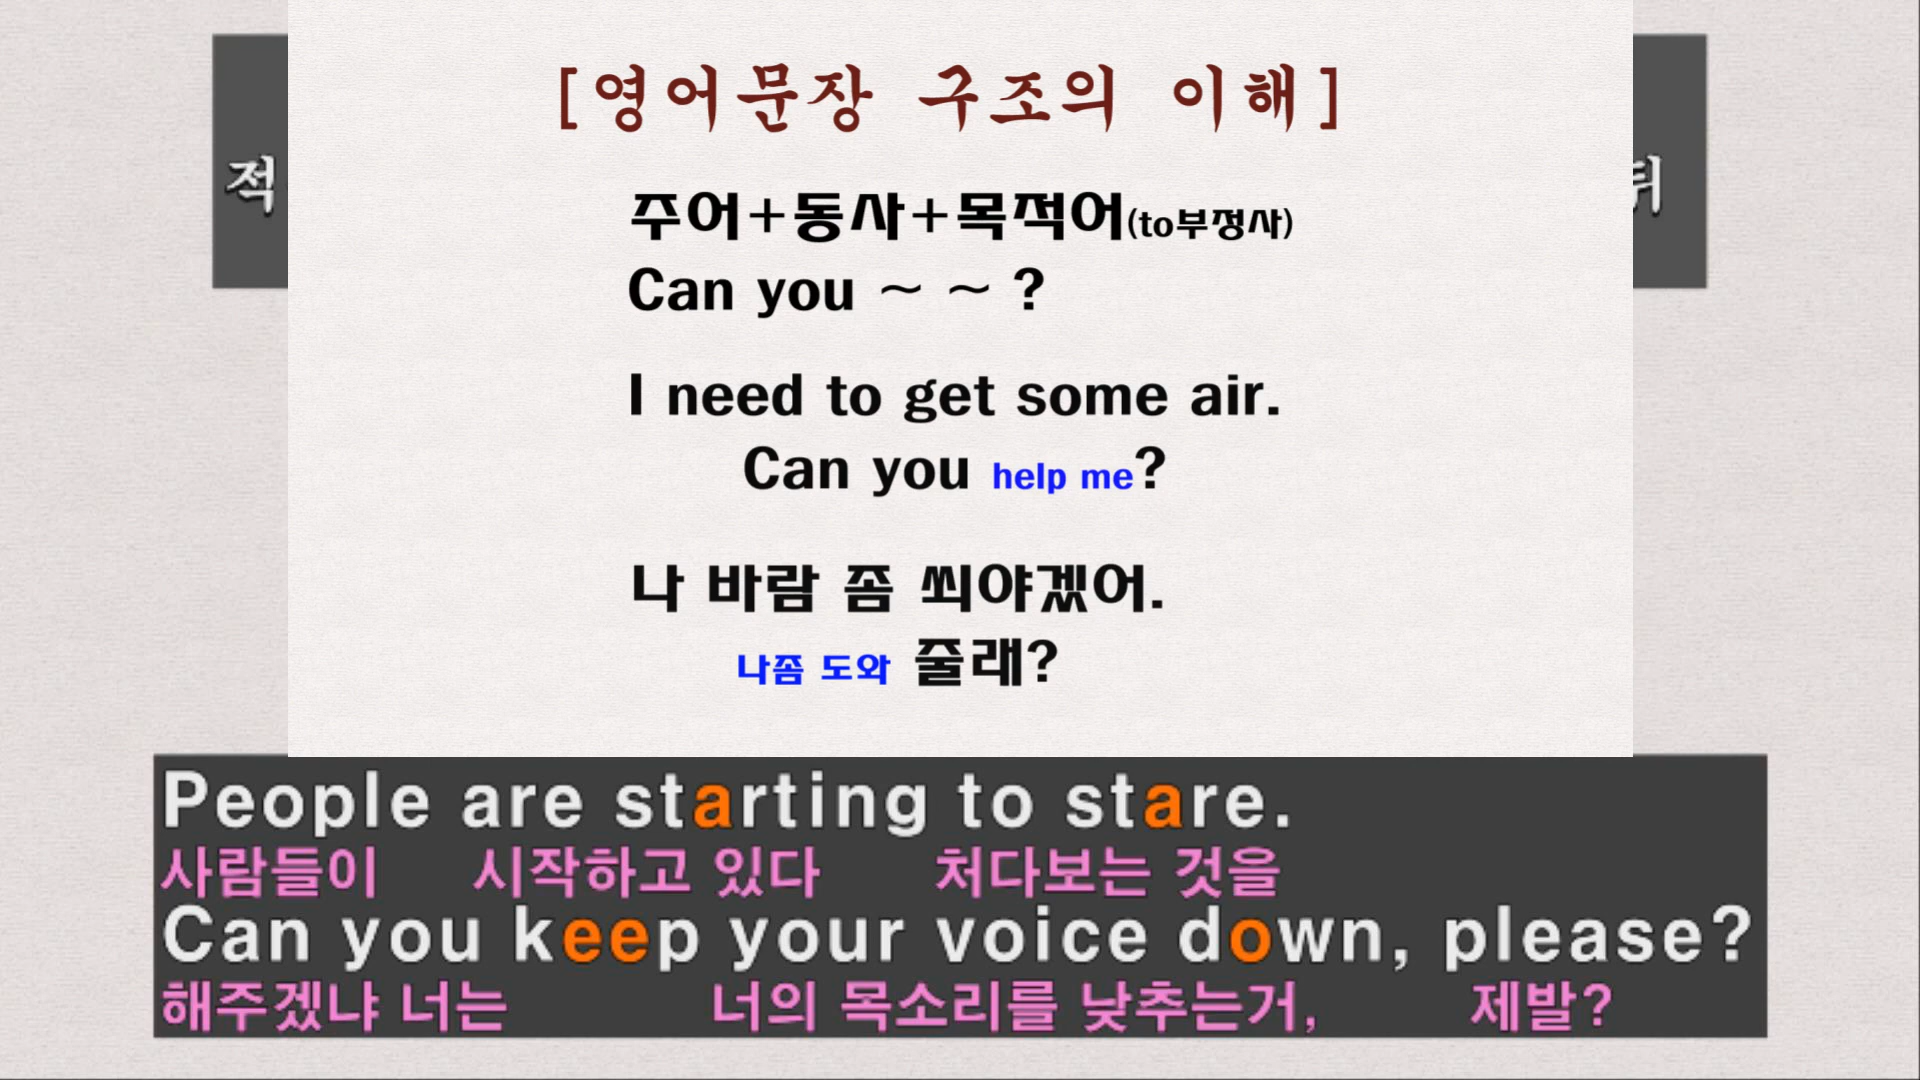 [영어문장 구조의 이해]
적
뒤
주어+동사+목적어(to부정사)
Can you ~ ~ ?
I need to get some air.
Can you help me?
나 바람 좀 쐬야겠어.
나좀 도와 줄래?
People are starting to stare.
사람들이 시작하고 있다 처다보는 것을
Can you keep your voice down, please?
해주겠냐 너는 너의 목소리를 낮추는거, 제발?